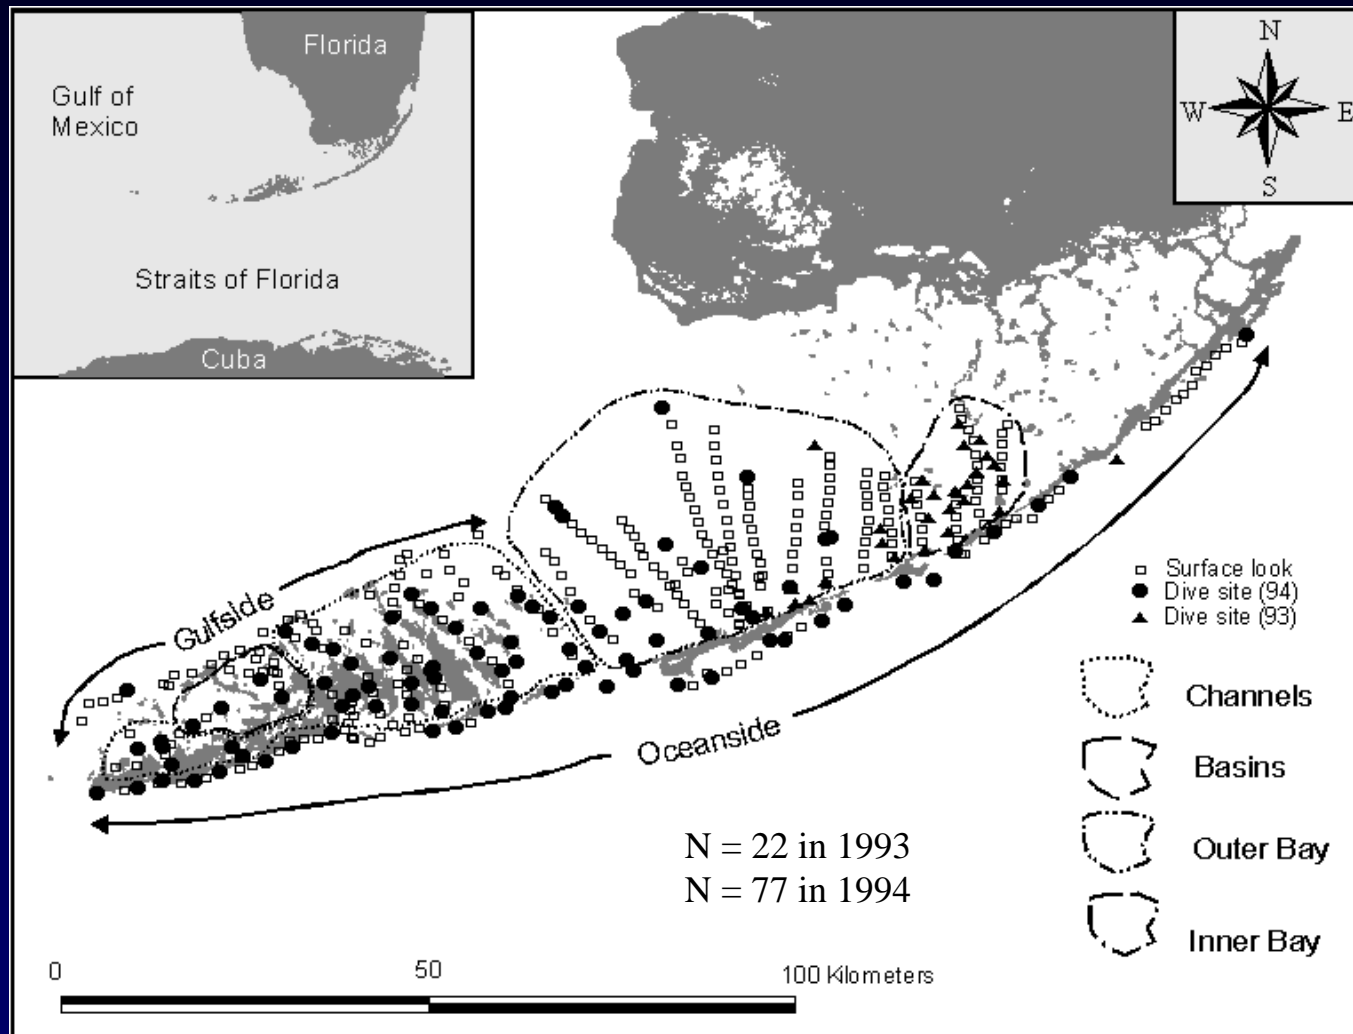 Florida
Gulf of
Mexico
Straits of Florida
Cuba
N
W
E
S
Gulfside
Oceanside
Surface look
Dive site (94)
Dive site (93)
Channels
Basins
Outer Bay
Inner Bay
N = 22 in 1993
N = 77 in 1994
0 50 100 Kilometers